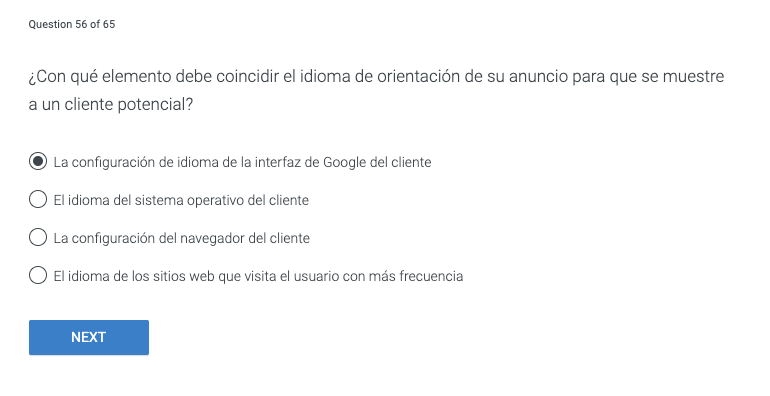 Question 56 of 65
¿Con qué elemento debe coincidir el idioma de orientación de su anuncio para que se muestre
a un cliente potencial?
La configuración de idioma de la interfaz de Google del cliente
El idioma del sistema operativo del cliente
La configuración del navegador del cliente
El idioma de los sitios web que visita el usuario con más frecuencia
NEXT